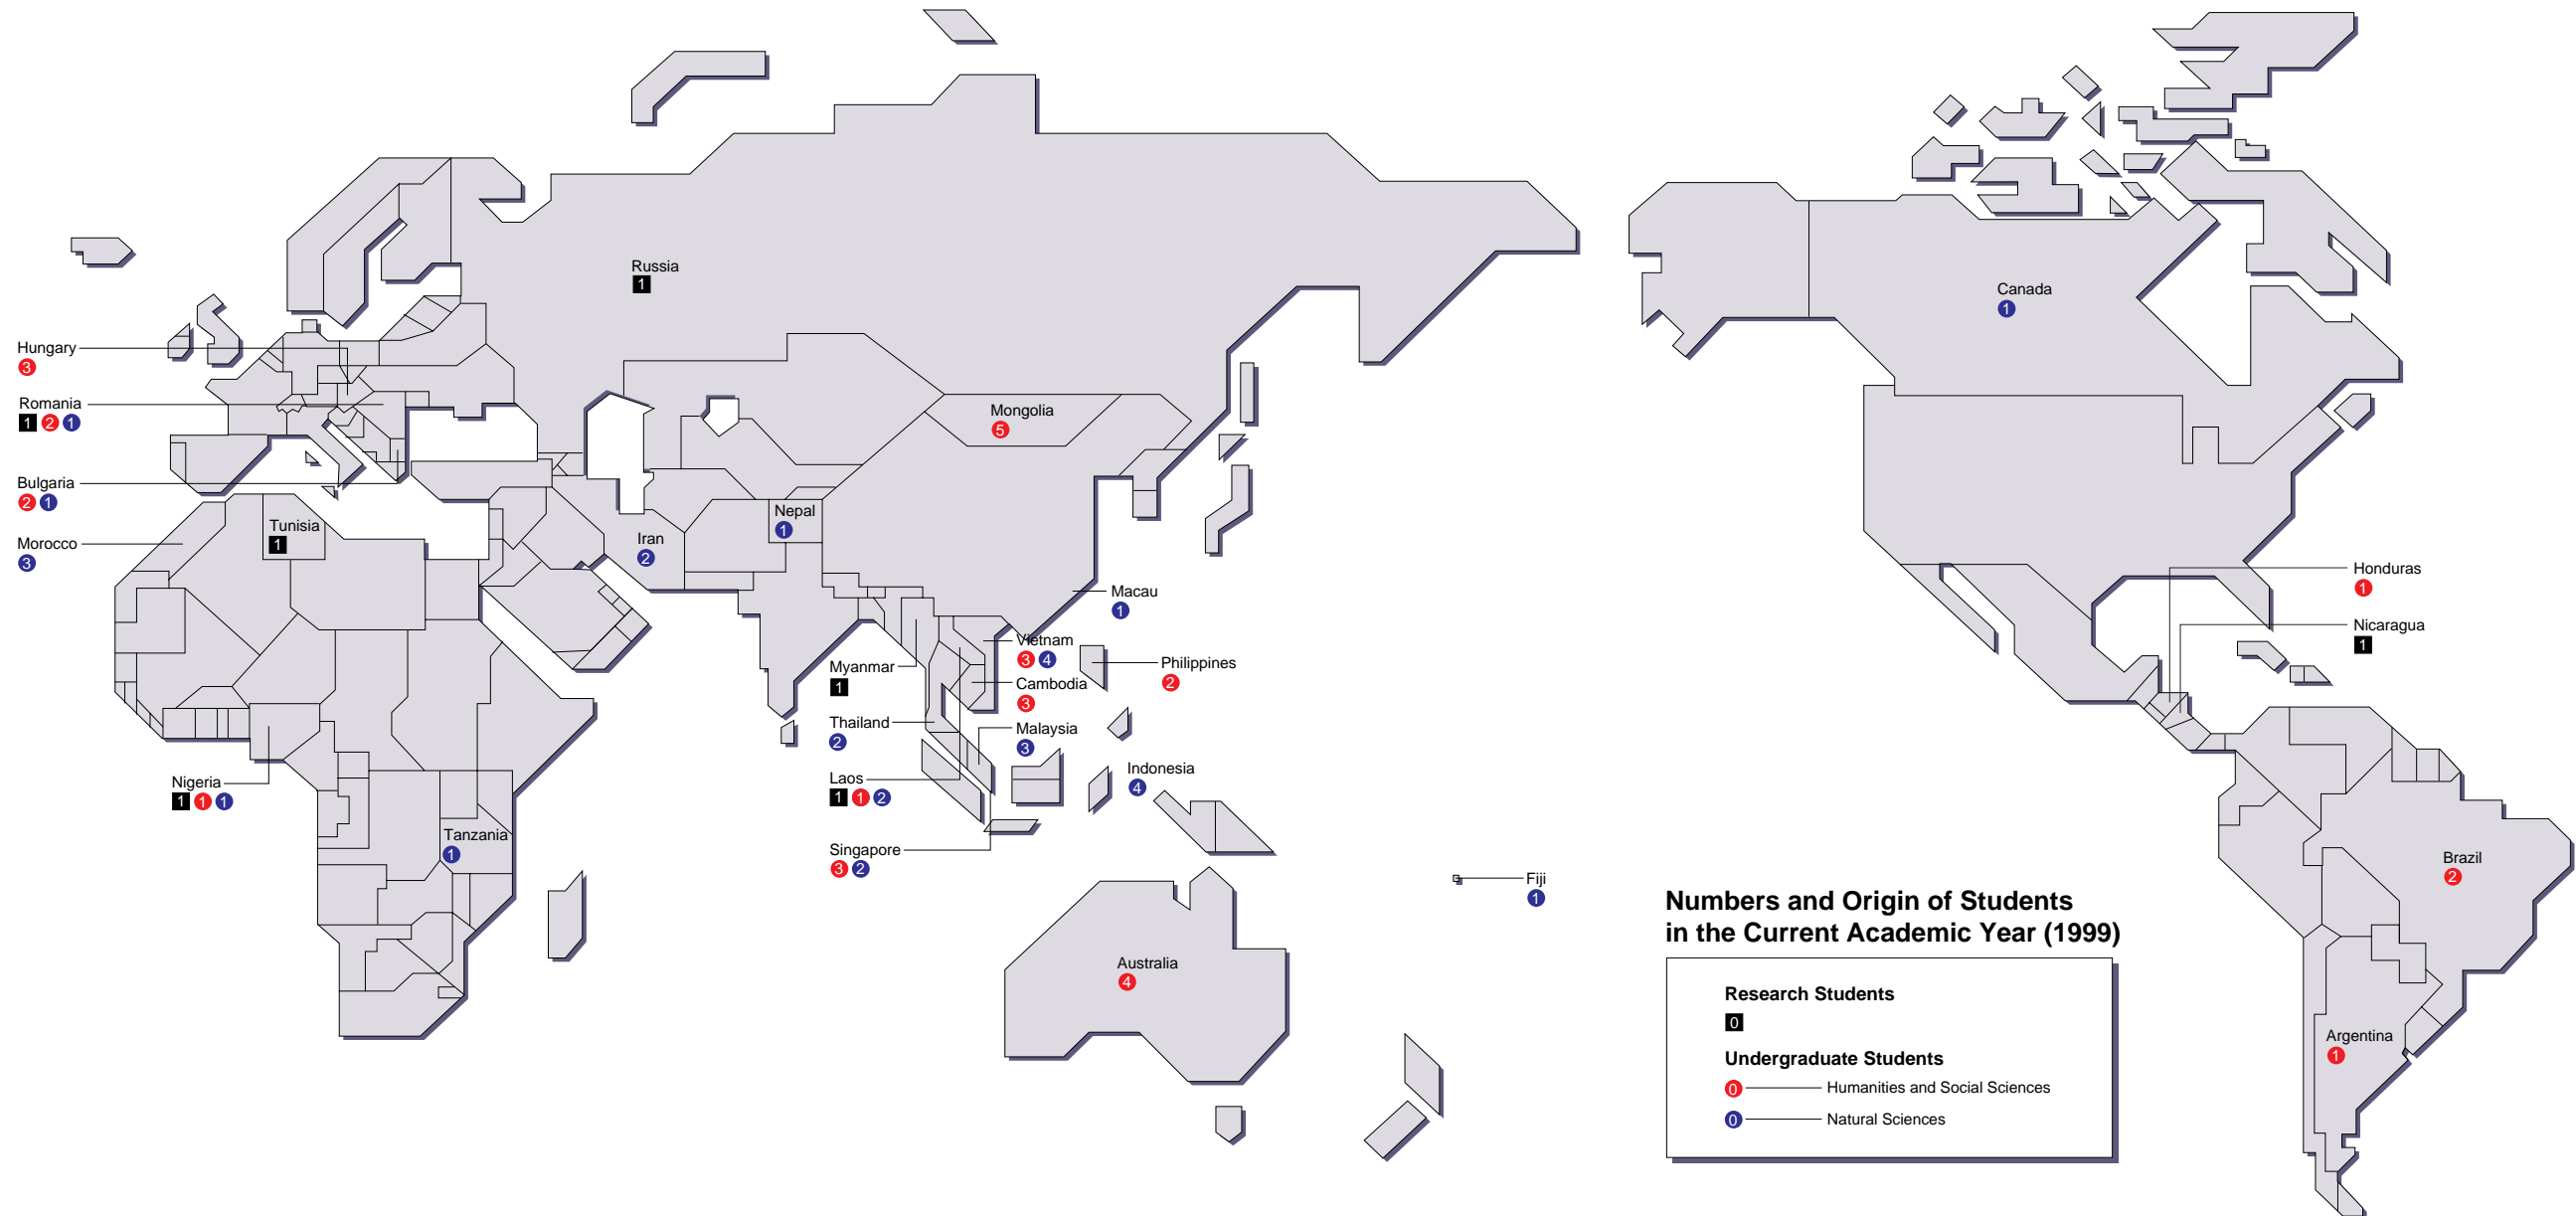 Russia
1
Canada
1
Hungary
3
Romania
1 2 1
Mongolia
5
Bulgaria
2 1
Tunisia
1
Nepal
1
Morocco
3
Iran
2
Honduras
1
Macau
1
Nicaragua
1
Vietnam
3 4
Myanmar
1
Philippines
2
Cambodia
3
Thailand
2
Malaysia
3
Laos
1 1 2
Indonesia
4
Nigeria
1 1 1
Tanzania
1
Singapore
3 2
Brazil
2
Fiji
1
Australia
4
Argentina
1
Numbers and Origin of Students
in the Current Academic Year (1999)
Research Students
0
Undergraduate Students
0 Humanities and Social Sciences
0 Natural Sciences